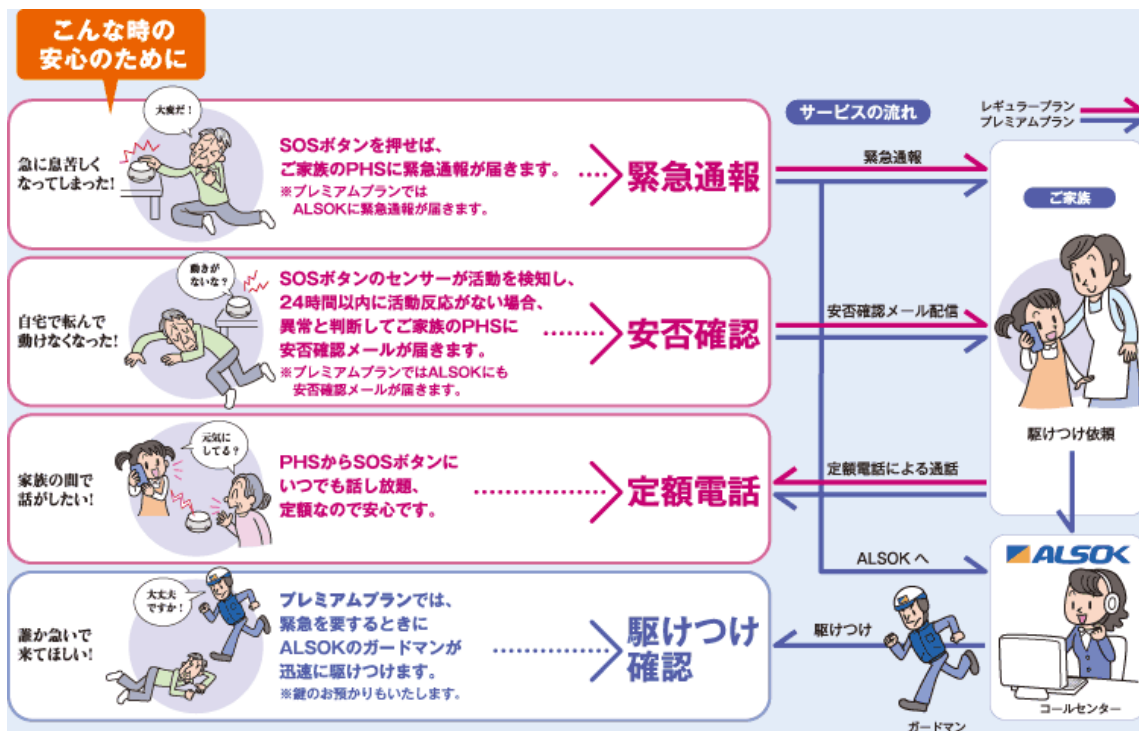 こんな時の
安心のために
サービスの流れ
レギュラープラン
プレミアムプラン
急に息苦しく
なってしまった!
大変だ!
SOSボタンを押せば、
ご家族のPHSに緊急通報が届きます。
※プレミアムプランでは
ALSOKに緊急通報が届きます。
緊急通報
緊急通報
ご家族
自宅で転んで
動けなくなった!
動きが
ないな?
SOSボタンのセンサーが活動を検知し、
24時間以内に活動反応がない場合、
異常と判断してご家族のPHSに
安否確認メールが届きます。
※プレミアムプランではALSOKにも
安否確認メールが届きます。
安否確認
安否確認メール配信
駆けつけ依頼
家族の間で
話がしたい!
元気に
してる?
PHSからSOSボタンに
いつでも話し放題、
定額なので安心です。
定額電話
定額電話による通話
ALSOKへ
ALSOK
誰か急いで
来てほしい!
大丈夫
ですか!
プレミアムプランでは、
緊急を要するときに
ALSOKのガードマンが
迅速に駆けつけます。
※鍵のお預かりもいたします。
駆けつけ
確認
駆けつけ
ガードマン
コールセンター